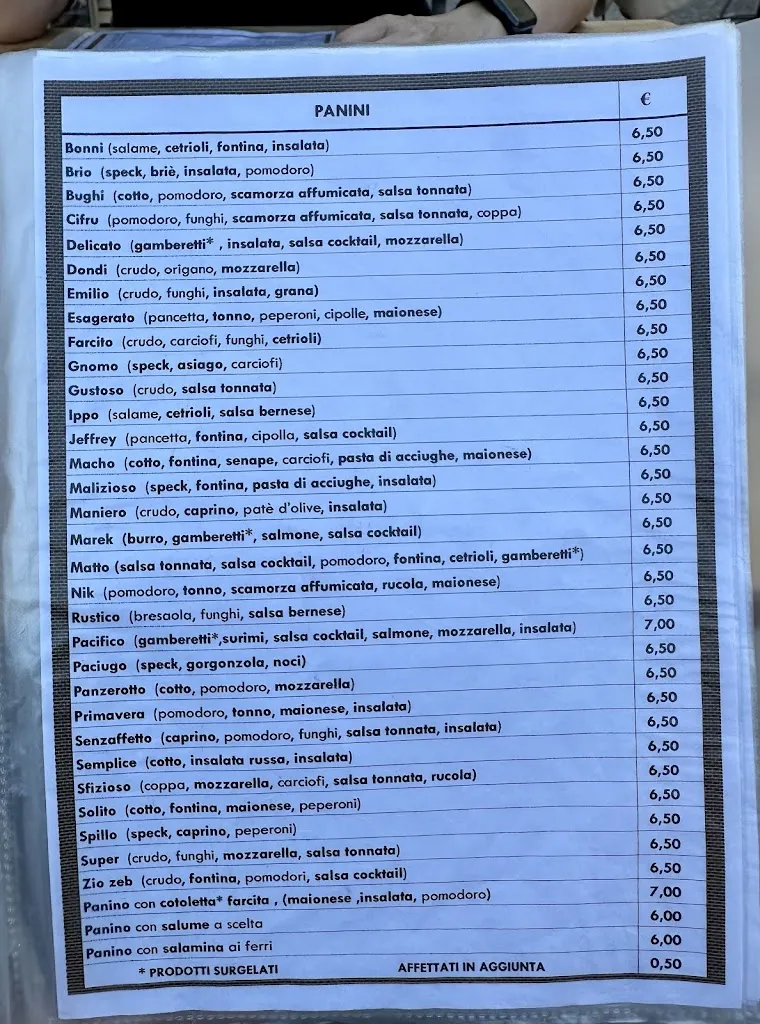 PANINI €
Bonni (salame, cetrioli, fontina, insalata) 6,50
Brio (speck, briè, insalata, pomodoro) 6,50
Bughi (cotto, pomodoro, scamorza affumicata, salsa tonnata) 6,50
Cifru (pomodoro, funghi, scamorza affumicata, salsa tonnata, coppa) 6,50
Delicato (gamberetti* , insalata, salsa cocktail, mozzarella) 6,50
Dondi (crudo, origano, mozzarella) 6,50
Emilio (crudo, funghi, insalata, grana) 6,50
Esagerato (pancetta, tonno, peperoni, cipolle, maionese) 6,50
Farcito (crudo, carciofi, funghi, cetrioli) 6,50
Gnomo (speck, asiago, carciofi) 6,50
Gustoso (crudo, salsa tonnata) 6,50
Ippo (salame, cetrioli, salsa bernese) 6,50
Jeffrey (pancetta, fontina, cipolla, salsa cocktail) 6,50
Macho (cotto, fontina, senape, carciofi, pasta di acciughe, maionese) 6,50
Malizioso (speck, fontina, pasta di acciughe, insalata) 6,50
Maniero (crudo, caprino, patè d'olive, insalata) 6,50
Marek (burro, gamberetti*, salmone, salsa cocktail) 6,50
Matto (salsa tonnata, salsa cocktail, pomodoro, fontina, cetrioli, gamberetti*) 6,50
Nik (pomodoro, tonno, scamorza affumicata, rucola, maionese) 6,50
Rustico (bresaola, funghi, salsa bernese) 6,50
Pacifico (gamberetti*,surimi, salsa cocktail, salmone, mozzarella, insalata) 7,00
Paciugo (speck, gorgonzola, noci) 6,50
Panzerotto (cotto, pomodoro, mozzarella) 6,50
Primavera (pomodoro, tonno, maionese, insalata) 6,50
Senzaffetto (caprino, pomodoro, funghi, salsa tonnata, insalata) 6,50
Semplice (cotto, insalata russa, insalata) 6,50
Sfizioso (coppa, mozzarella, carciofi, salsa tonnata, rucola) 6,50
Solito (cotto, fontina, maionese, peperoni) 6,50
Spillo (speck, caprino, peperoni) 6,50
Super (crudo, funghi, mozzarella, salsa tonnata) 6,50
Zio zeb (crudo, fontina, pomodori, salsa cocktail) 6,50
Panino con cotoletta* farcita , (maionese ,insalata, pomodoro) 7,00
Panino con salume a scelta 6,00
Panino con salamina ai ferri 6,00
* PRODOTTI SURGELATI AFFETTATI IN AGGIUNTA 0,50